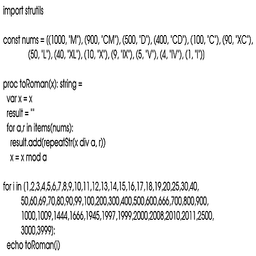 import strutils
const nums = [(1000, "M"), (900, "CM"), (500, "D"), (400, "CD"), (100, "C"), (90, "XC"),
(50, "L"), (40, "XL"), (10, "X"), (9, "IX"), (5, "V"), (4, "IV"), (1, "I")]
proc toRoman(x): string =
var x = x
result = ""
for a,r in items(nums):
result.add(repeatStr(x div a, r))
x = x mod a
for i in {1,2,3,4,5,6,7,8,9,10,11,12,13,14,15,16,17,18,19,20,25,30,40,
50,60,69,70,80,90,99,100,200,300,400,500,600,666,700,800,900,
1000,1009,1444,1666,1945,1997,1999,2000,2008,2010,2011,2500,
3000,3999}:
echo toRoman(i)